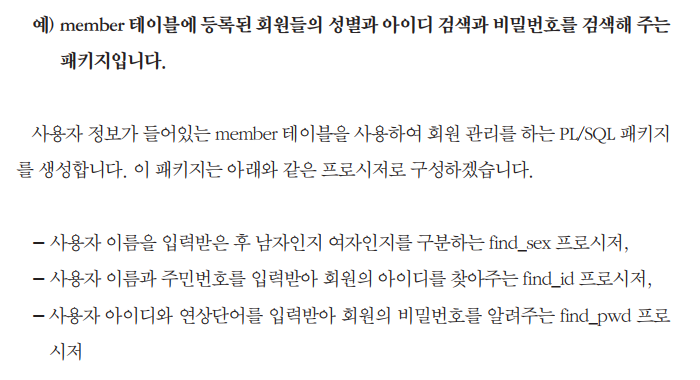 예) member 테이블에 등록된 회원들의 성별과 아이디 검색과 비밀번호를 검색해 주는
패키지입니다.
사용자 정보가 들어있는 member 테이블을 사용하여 회원 관리를 하는 PL/SQL 패키지
를 생성합니다. 이 패키지는 아래와 같은 프로시저로 구성하겠습니다.
– 사용자 이름을 입력받은 후 남자인지 여자인지를 구분하는 find_sex 프로시저,
– 사용자 이름과 주민번호를 입력받아 회원의 아이디를 찾아주는 find_id 프로시저,
– 사용자 아이디와 연상단어를 입력받아 회원의 비밀번호를 알려주는 find_pwd 프로
시저